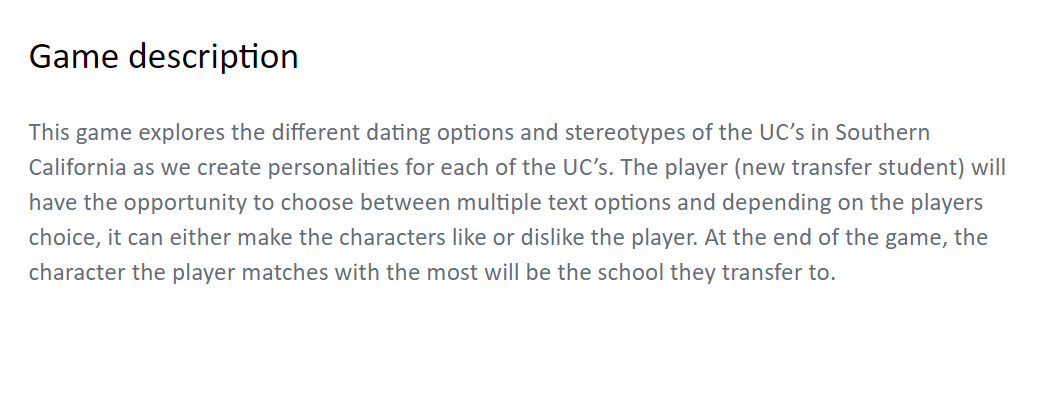 Game description
This game explores the different dating options and stereotypes of the UC’s in Southern
California as we create personalities for each of the UC’s. The player (new transfer student) will
have the opportunity to choose between multiple text options and depending on the players
choice, it can either make the characters like or dislike the player. At the end of the game, the
character the player matches with the most will be the school they transfer to.